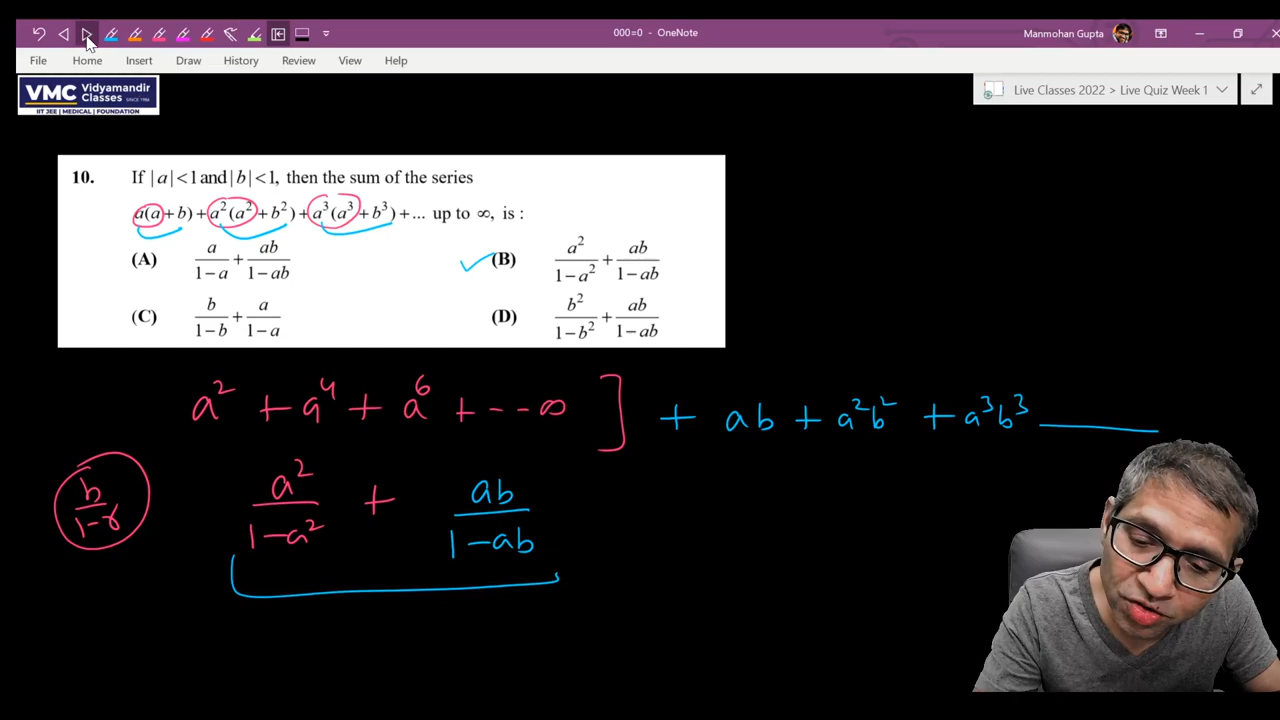 000=0 - OneNote
Manmohan Gupta
File Home Insert Draw History Review View Help
VMC Vidyamandir Classes SINCE 1986
IIT JEE | MEDICAL | FOUNDATION
Live Classes 2022 > Live Quiz Week 1
10. If |a|<1 and |b|<1, then the sum of the series
a(a+b)+a²(a²+b²)+a³(a³+b³)+... up to ∞, is :
(A) a/(1−a) + ab/(1−ab) (B) a²/(1−a²) + ab/(1−ab)
(C) b/(1−b) + a/(1−a) (D) b²/(1−b²) + ab/(1−ab)
a² + a⁴ + a⁶ + --- ∞ ] + ab + a²b² + a³b³
b/(1−r) a²/(1−a²) + ab/(1−ab)